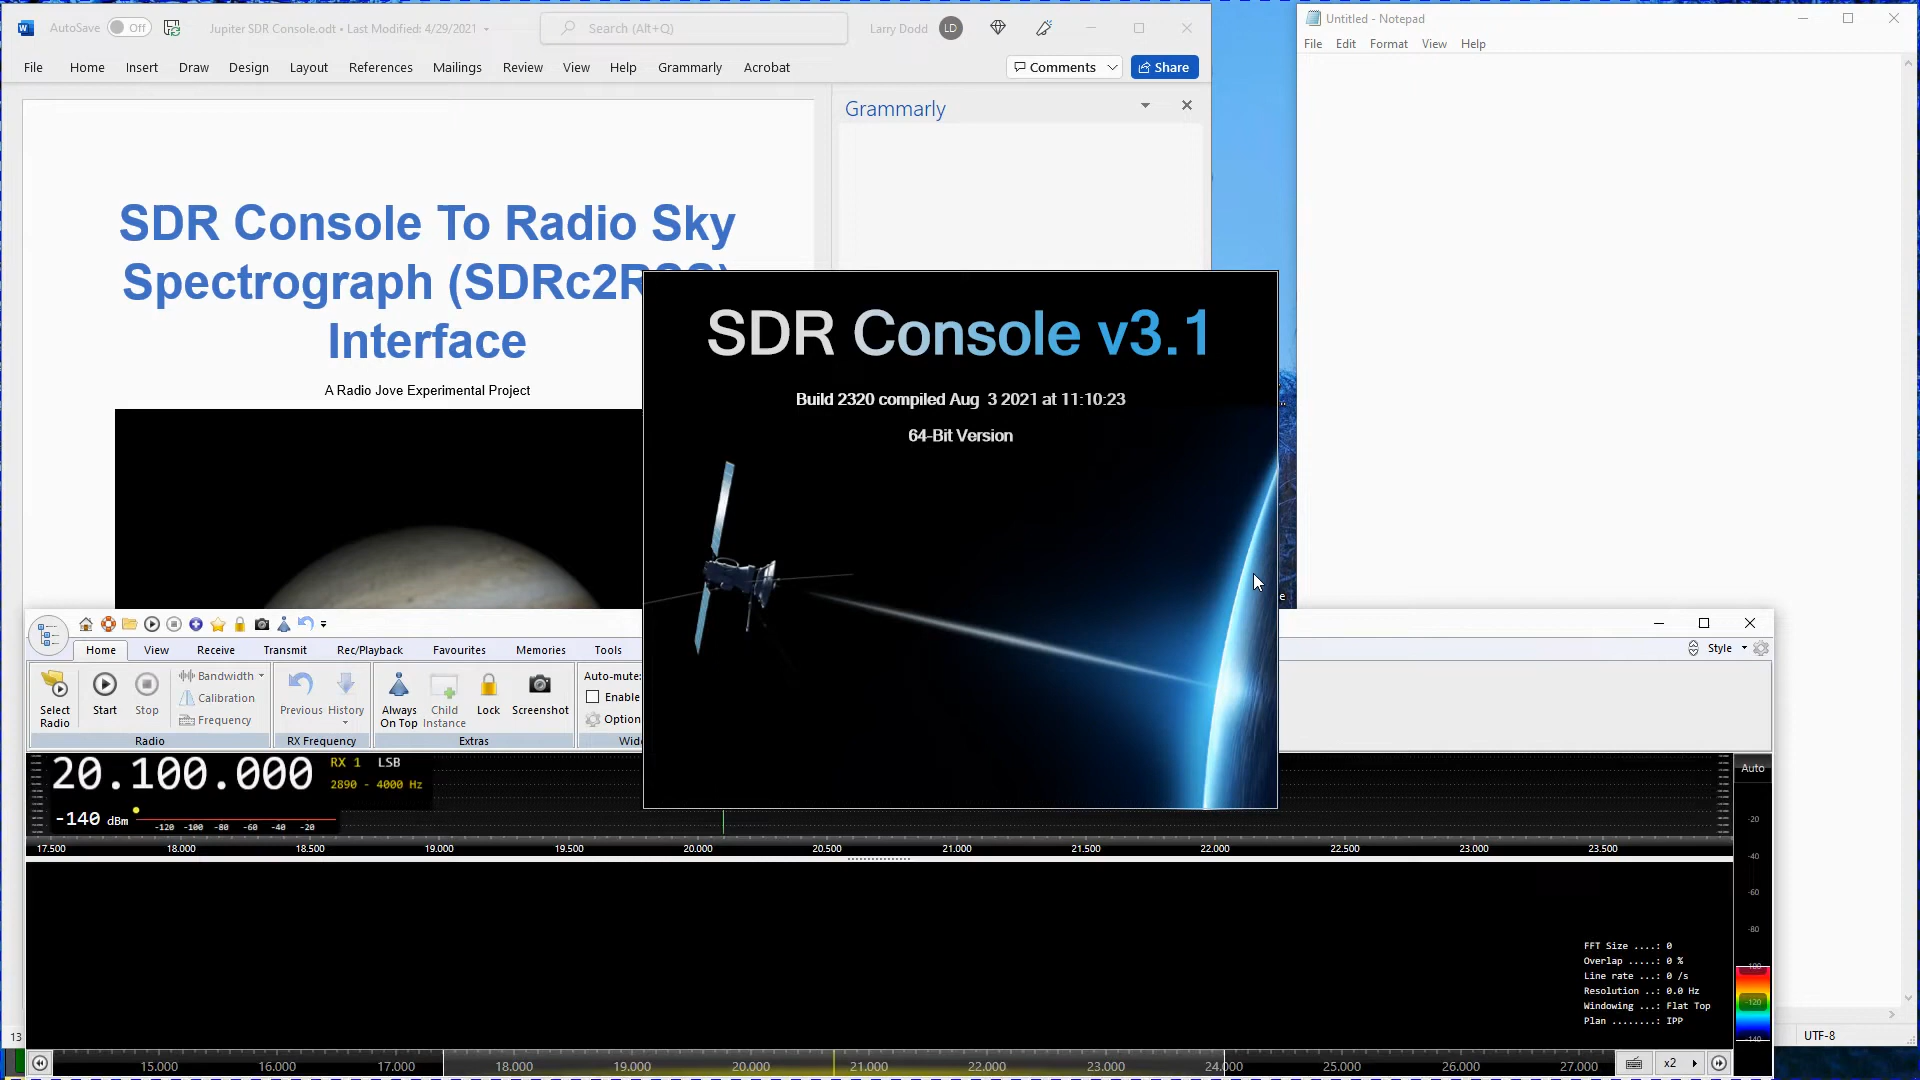 AutoSave Off Jupiter SDR Console.odt • Last Modified: 4/29/2021 Search (Alt+Q) Larry Dodd LD
File Home Insert Draw Design Layout References Mailings Review View Help Grammarly Acrobat Comments Share
Grammarly
SDR Console To Radio Sky
Spectrograph (SDRc2R
Interface
A Radio Jove Experimental Project
Untitled - Notepad
File Edit Format View Help
SDR Console v3.1
Build 2320 compiled Aug 3 2021 at 11:10:23
64-Bit Version
Home View Receive Transmit Rec/Playback Favourites Memories Tools Style
Select Radio
Start
Stop
Bandwidth
Calibration
Frequency
Radio
Previous
History
RX Frequency
Always On Top
Child Instance
Lock
Screenshot
Extras
Auto-mute:
Enable
Option
Wid
20.100.000 RX 1 LSB
2890 - 4000 Hz
-140 dBm
-120 -100 -80 -60 -40 -20
17.500 18.000 18.500 19.000 19.500 20.000 20.500 21.000 21.500 22.000 22.500 23.000 23.500
Auto
-20
-40
-60
-80
-100
-120
-140
FFT Size ....: 0
Overlap .....: 0 %
Line rate ...: 0 /s
Resolution ..: 0.0 Hz
Windowing ...: Flat Top
Plan ........: IPP
15.000 16.000 17.000 18.000 19.000 20.000 21.000 22.000 23.000 24.000 25.000 26.000 27.000 x2
13
UTF-8